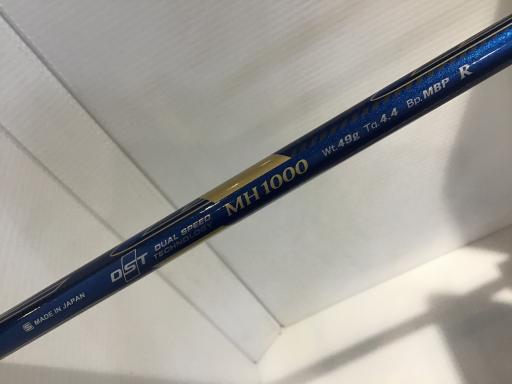 MADE IN JAPAN
DST
DUAL SPEED
TECHNOLOGY
MH1000
Wt.49g Tq.4.4 Bp.MBP R